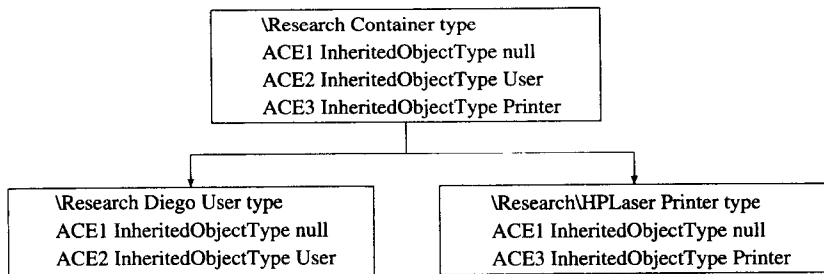 \Research Container type
ACE1 InheritedObjectType null
ACE2 InheritedObjectType User
ACE3 InheritedObjectType Printer
\Research Diego User type
ACE1 InheritedObjectType null
ACE2 InheritedObjectType User
\Research\HPLaser Printer type
ACE1 InheritedObjectType null
ACE3 InheritedObjectType Printer